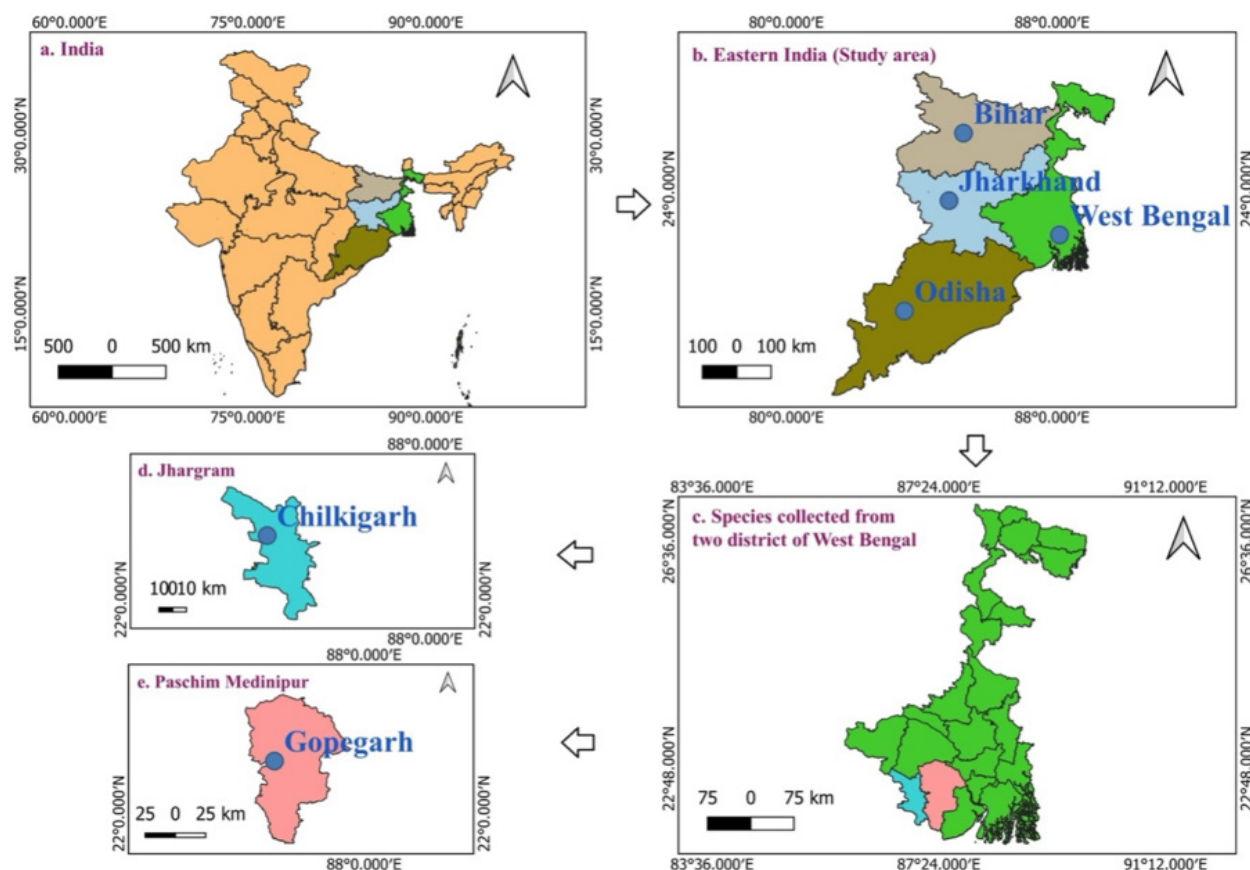 60°0.000′E 75°0.000′E 90°0.000′E
a. India
30°0.000′N
30°0.000′N
15°0.000′N
15°0.000′N
500 0 500 km
60°0.000′E 75°0.000′E 90°0.000′E
80°0.000′E 88°0.000′E
b. Eastern India (Study area)
Bihar
Jharkhand
West Bengal
Odisha
24°0.000′N
24°0.000′N
100 0 100 km
80°0.000′E 88°0.000′E
83°36.000′E 87°24.000′E 91°12.000′E
c. Species collected from
two district of West Bengal
26°36.000′N
26°36.000′N
22°48.000′N
22°48.000′N
75 0 75 km
83°36.000′E 87°24.000′E 91°12.000′E
88°0.000′E
d. Jhargram
Chilkigarh
10010 km
22°0.000′N
22°0.000′N
88°0.000′E
88°0.000′E
e. Paschim Medinipur
Gopegarh
25 0 25 km
22°0.000′N
22°0.000′N
88°0.000′E